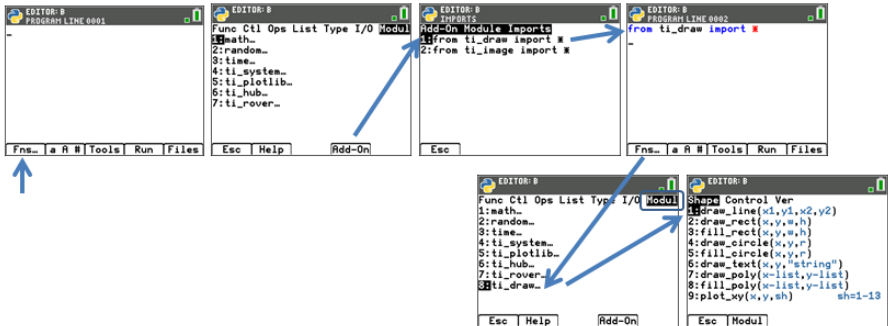 EDITOR: B
PROGRAM LINE 0001
Fns… a A # Tools Run Files
EDITOR: B
Func Ctl Ops List Type I/O Modul
1:math…
2:random…
3:time…
4:ti_system…
5:ti_plotlib…
6:ti_hub…
7:ti_rover…
Esc Help Add-On
EDITOR: B
IMPORTS
Add-On Module Imports
1:from ti_draw import *
2:from ti_image import *
Esc
EDITOR: B
PROGRAM LINE 0002
from ti_draw import *
Fns… a A # Tools Run Files
EDITOR: B
Func Ctl Ops List Type I/O Modul
1:math…
2:random…
3:time…
4:ti_system…
5:ti_plotlib…
6:ti_hub…
7:ti_rover…
8:ti_draw…
Esc Help Add-On
EDITOR: B
Shape Control Ver
1:draw_line(x1,y1,x2,y2)
2:draw_rect(x,y,w,h)
3:fill_rect(x,y,w,h)
4:draw_circle(x,y,r)
5:fill_circle(x,y,r)
6:draw_text(x,y,"string")
7:draw_poly(x-list,y-list)
8:fill_poly(x-list,y-list)
9:plot_xy(x,y,sh) sh=1-13
Esc Modul